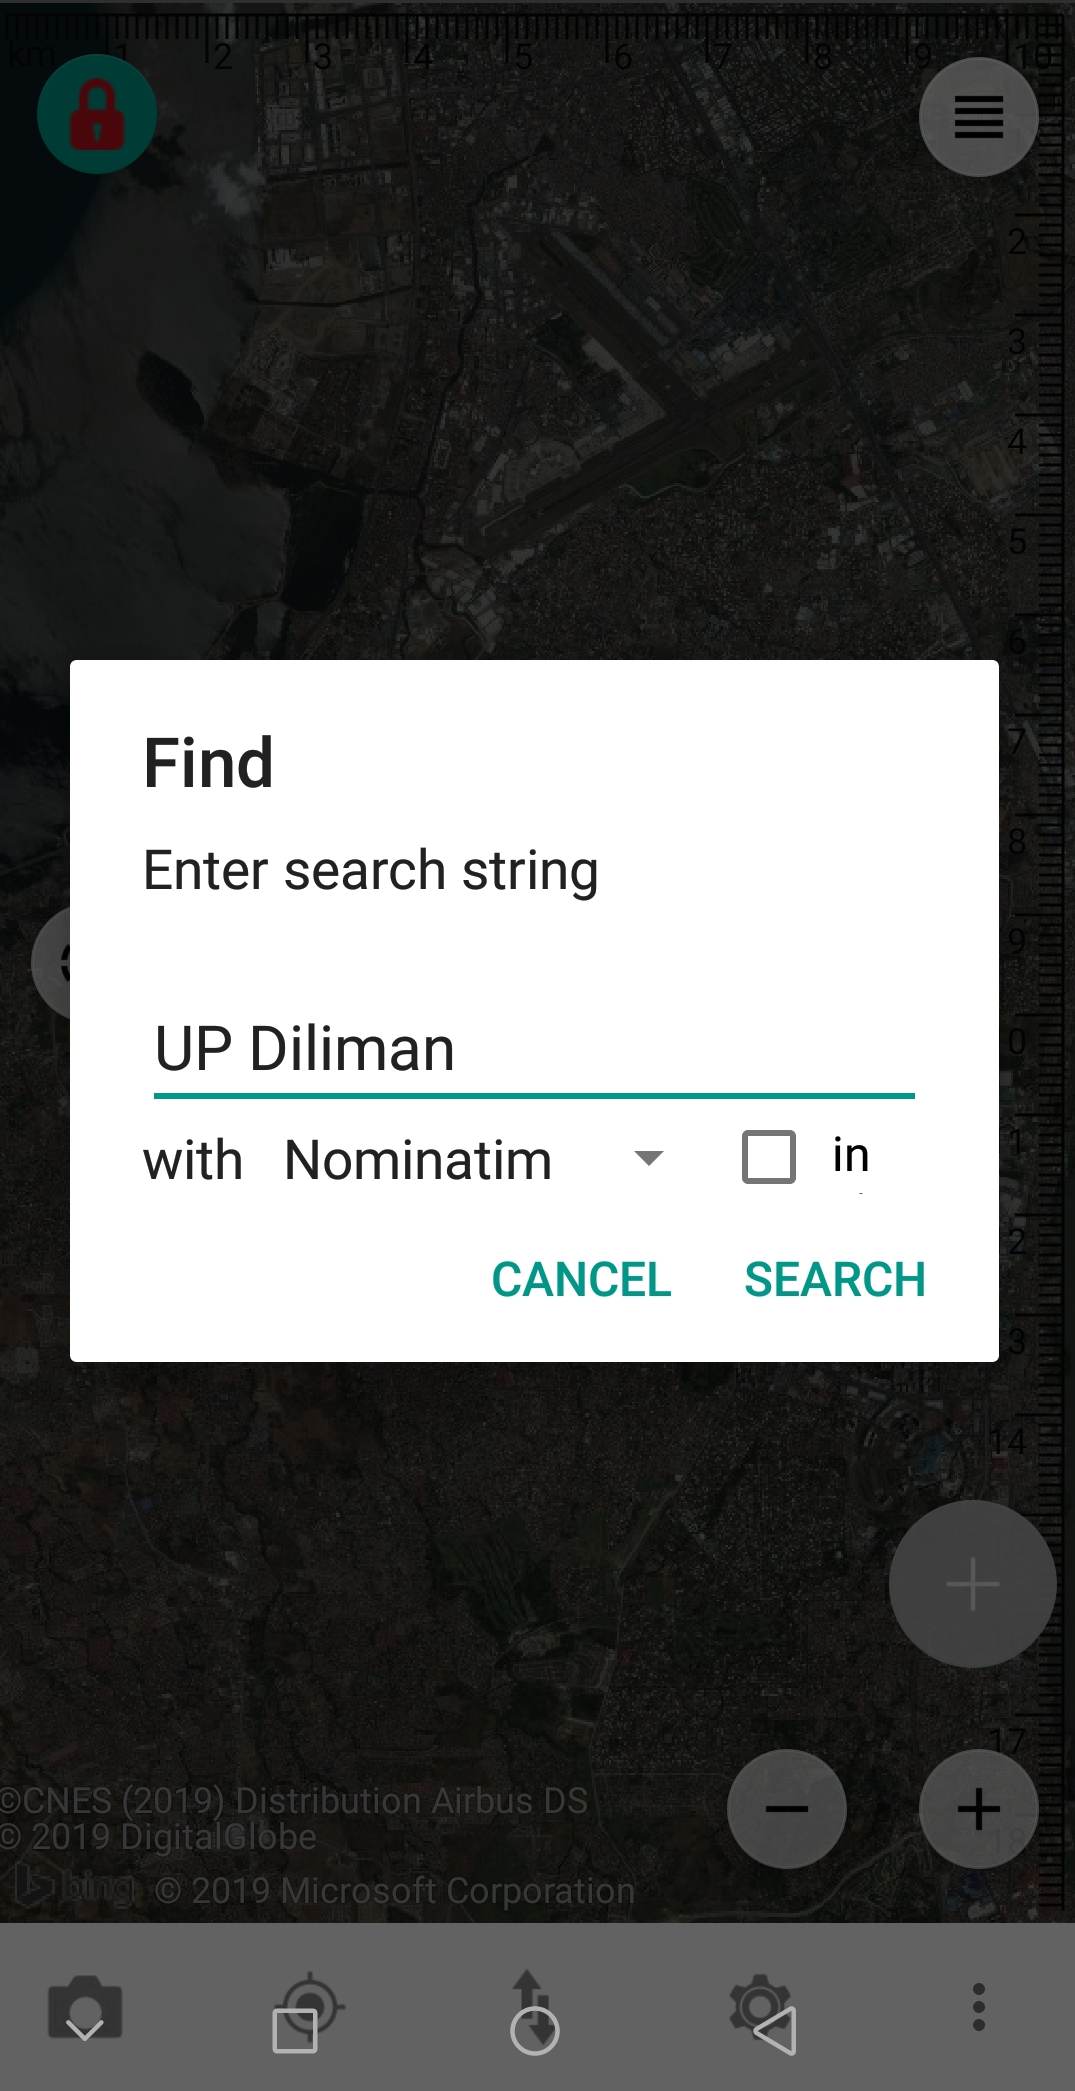 km 1 2 3 4 5 6 7 8 9 10
2
3
4
5
6
7
8
9
0
1
2
3
14
17
18
Find
Enter search string
UP Diliman
with Nominatim in
CANCEL SEARCH
©CNES (2019) Distribution Airbus DS
© 2019 DigitalGlobe
bing © 2019 Microsoft Corporation